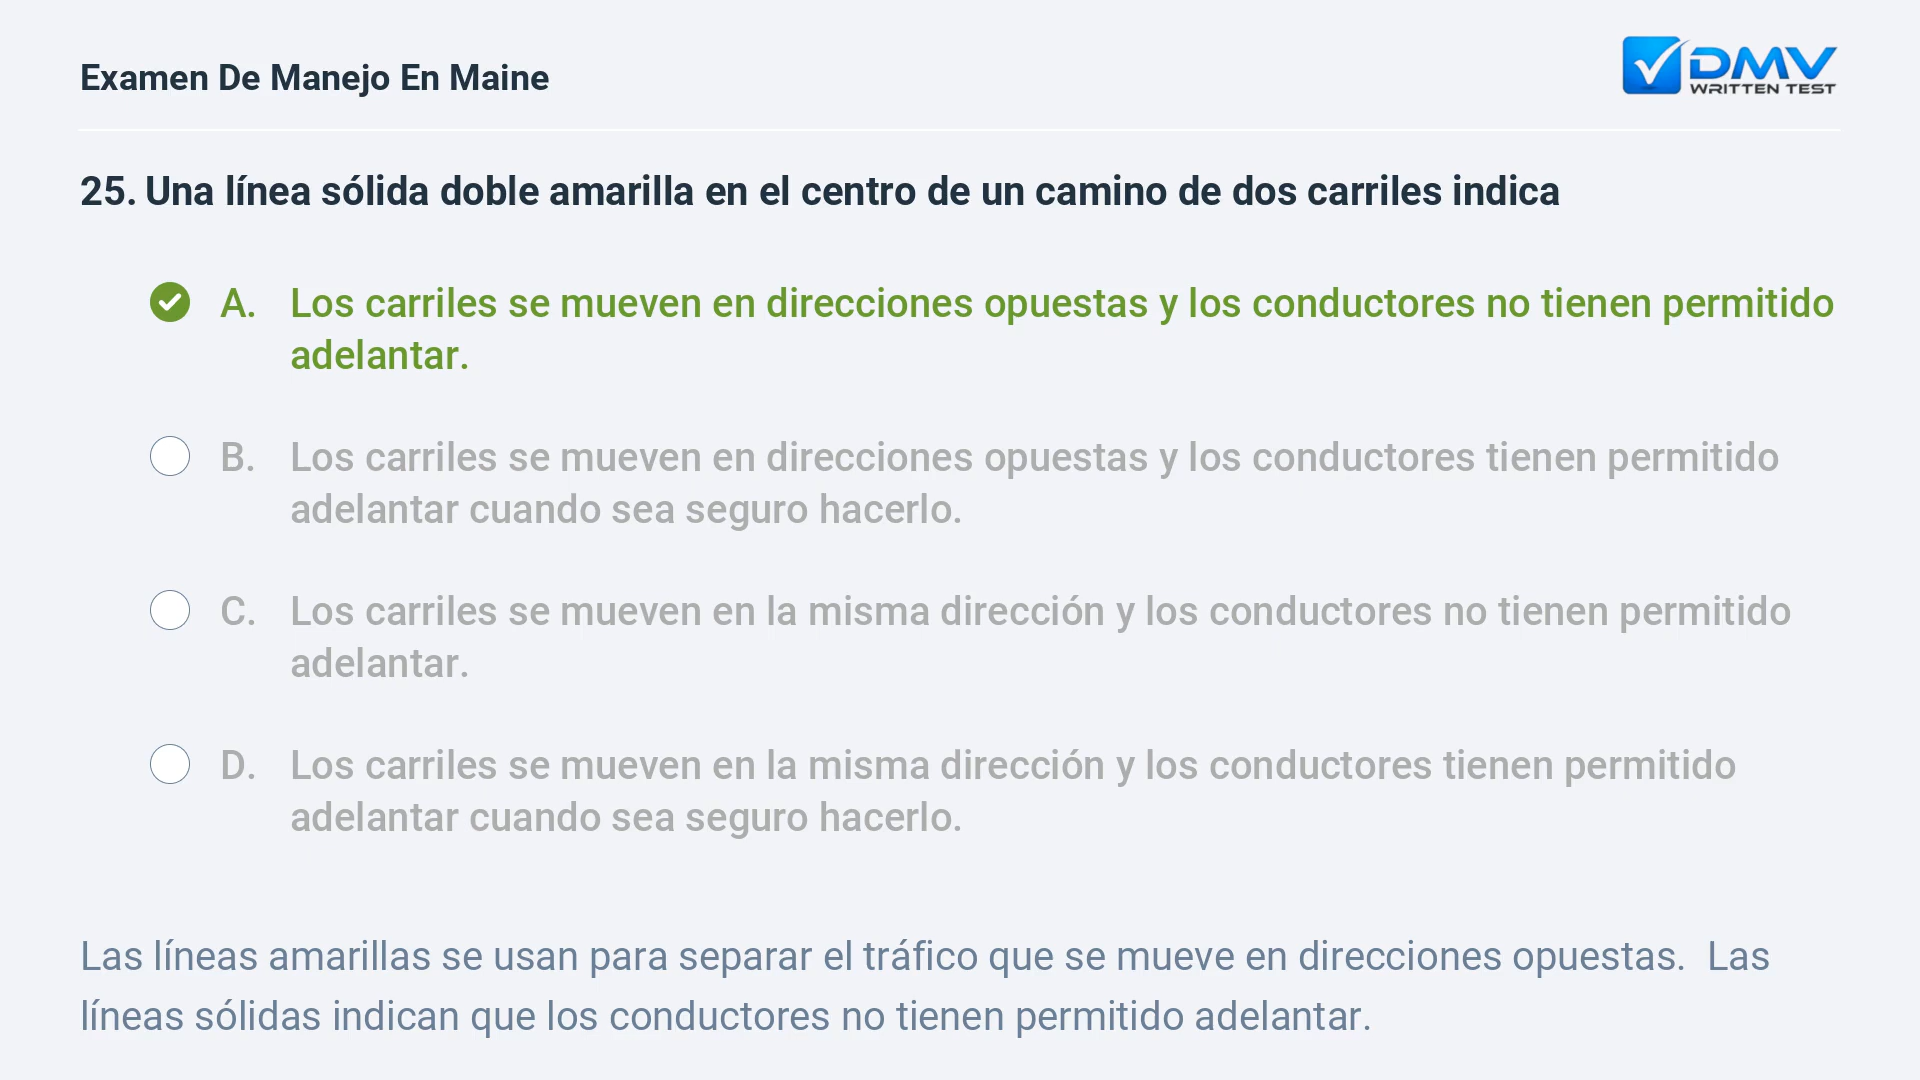 Examen De Manejo En Maine
DMV
WRITTEN TEST
25. Una línea sólida doble amarilla en el centro de un camino de dos carriles indica
A. Los carriles se mueven en direcciones opuestas y los conductores no tienen permitido
adelantar.
B. Los carriles se mueven en direcciones opuestas y los conductores tienen permitido
adelantar cuando sea seguro hacerlo.
C. Los carriles se mueven en la misma dirección y los conductores no tienen permitido
adelantar.
D. Los carriles se mueven en la misma dirección y los conductores tienen permitido
adelantar cuando sea seguro hacerlo.
Las líneas amarillas se usan para separar el tráfico que se mueve en direcciones opuestas.  Las
líneas sólidas indican que los conductores no tienen permitido adelantar.